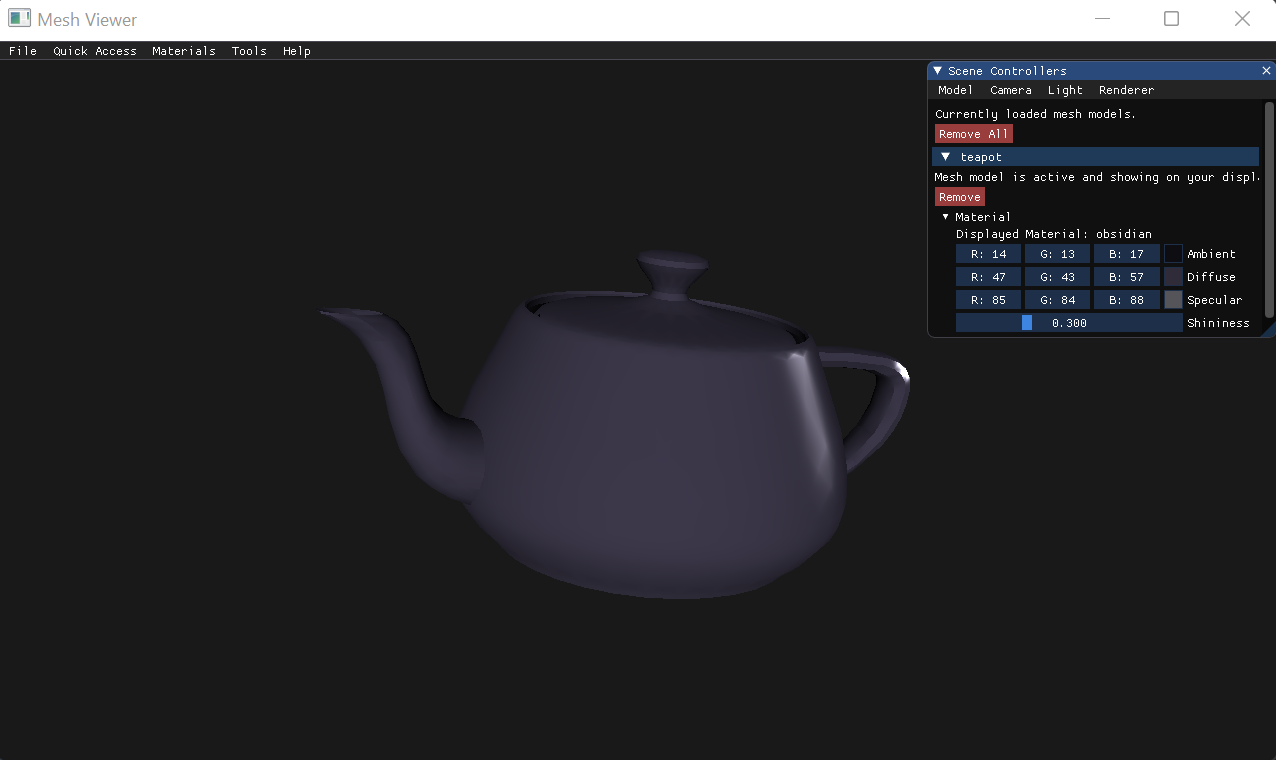 Mesh Viewer
File Quick Access Materials Tools Help
Scene Controllers
Model Camera Light Renderer
Currently loaded mesh models.
Remove All
teapot
Mesh model is active and showing on your displ
Remove
Material
Displayed Material: obsidian
R: 14 G: 13 B: 17 Ambient
R: 47 G: 43 B: 57 Diffuse
R: 85 G: 84 B: 88 Specular
0.300 Shininess